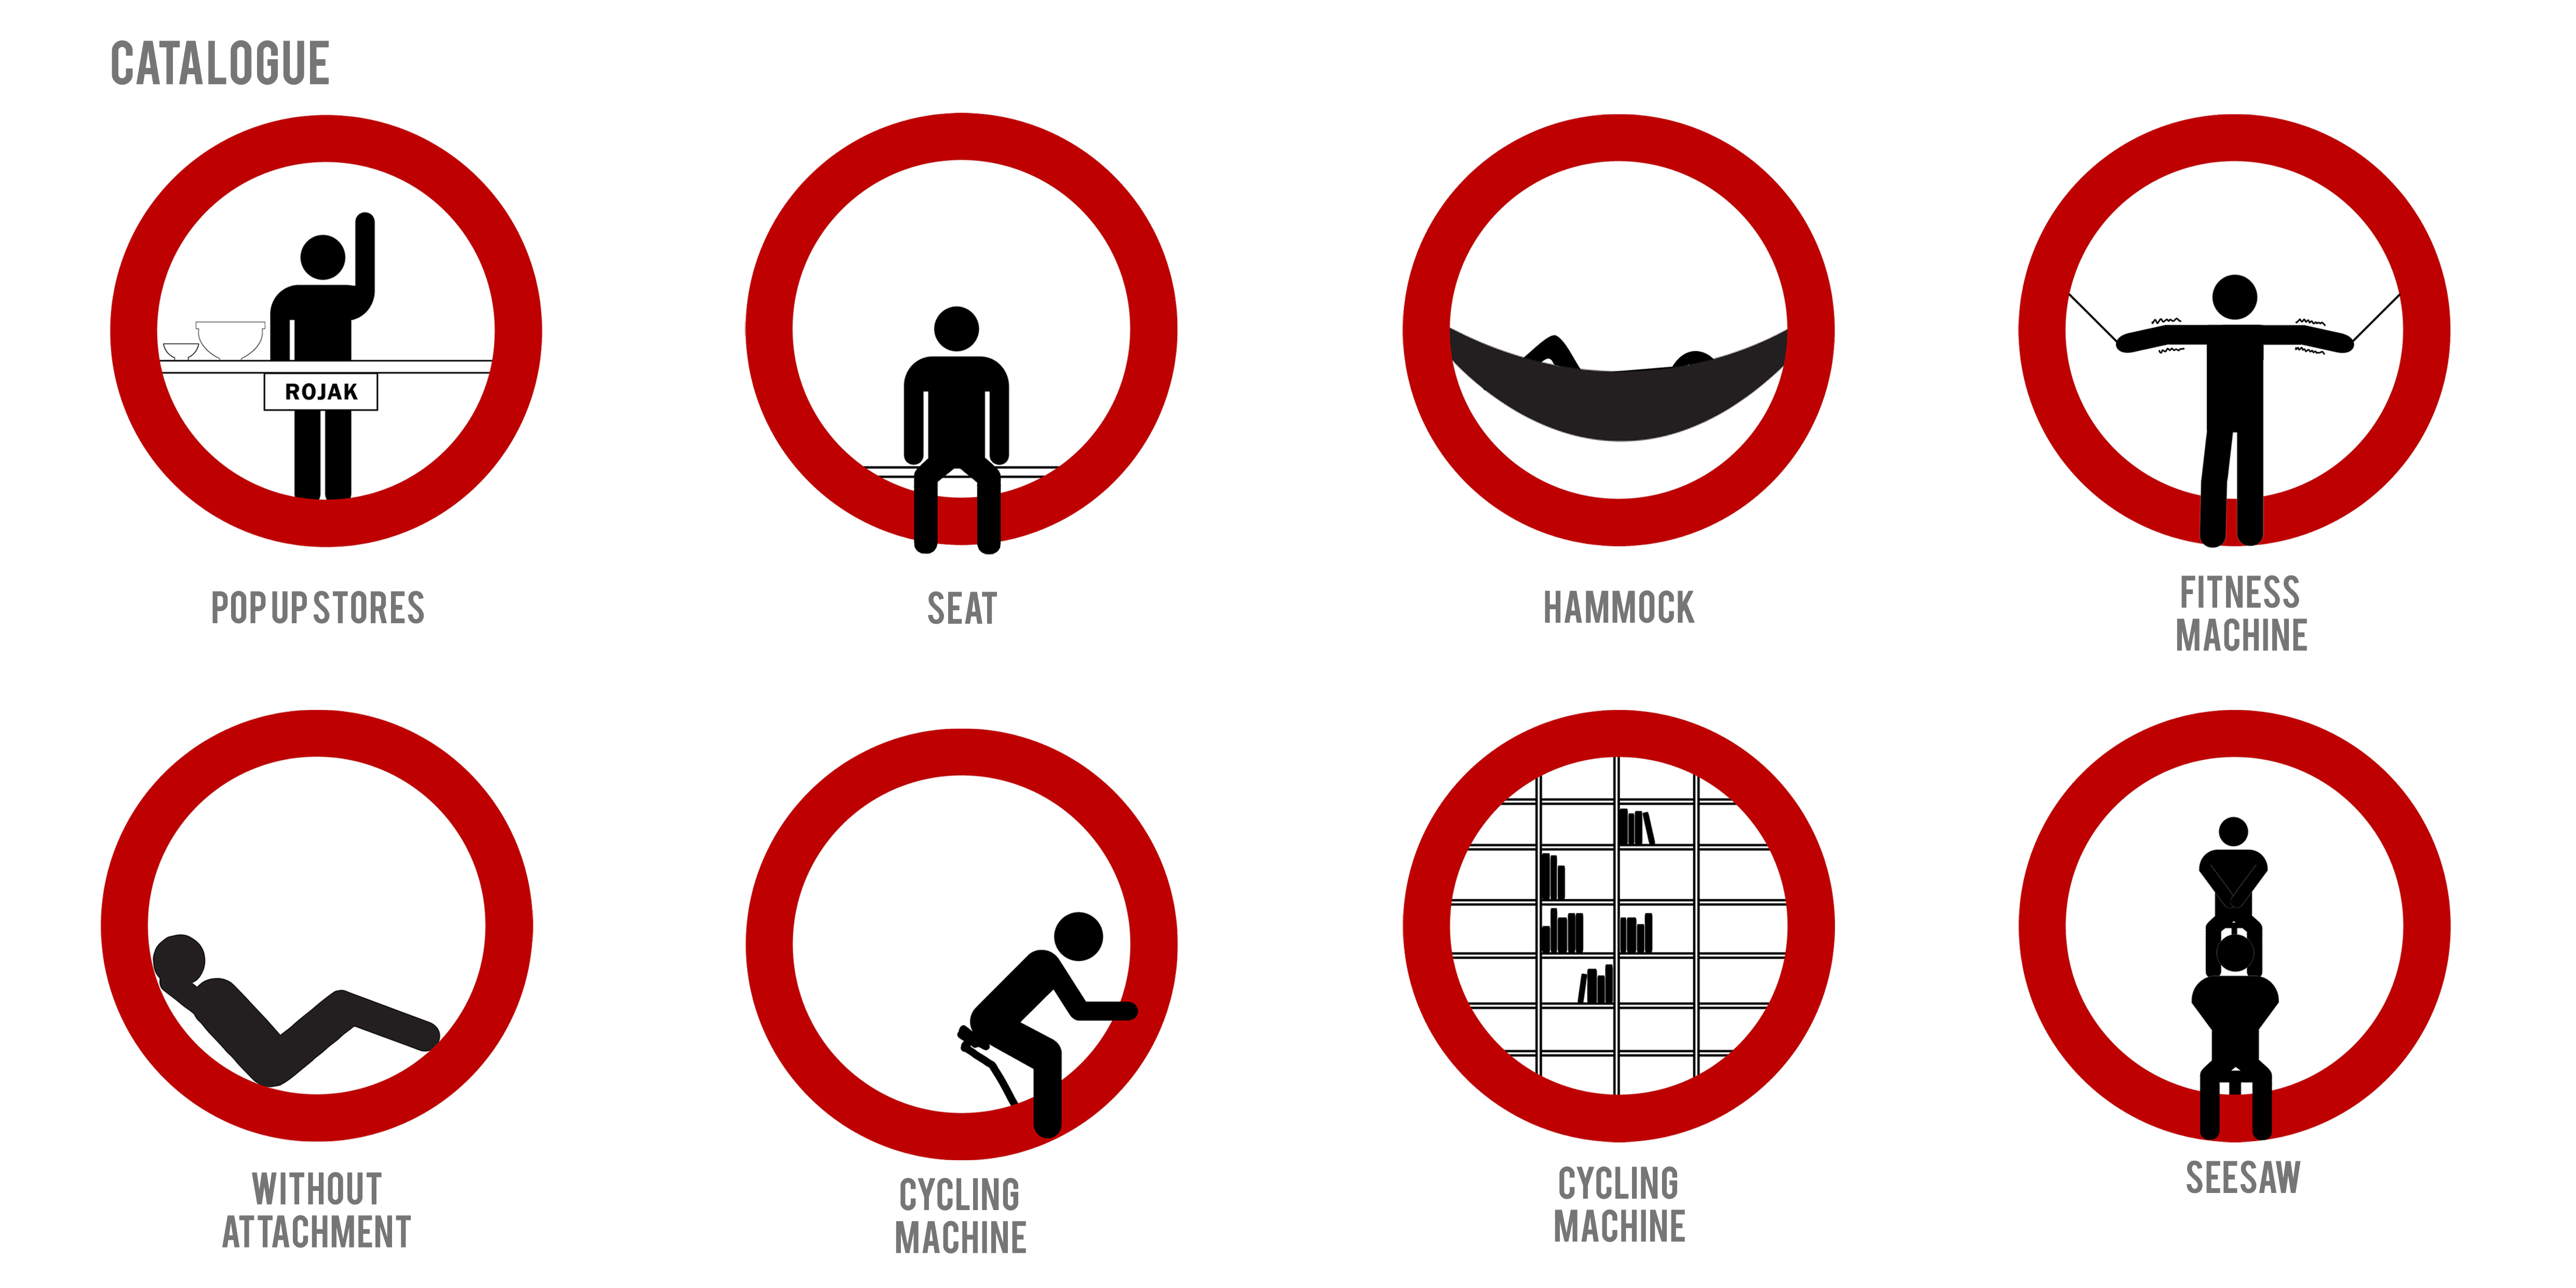 CATALOGUE
ROJAK
POP UP STORES
SEAT
HAMMOCK
FITNESS
MACHINE
WITHOUT
ATTACHMENT
CYCLING
MACHINE
CYCLING
MACHINE
SEESAW